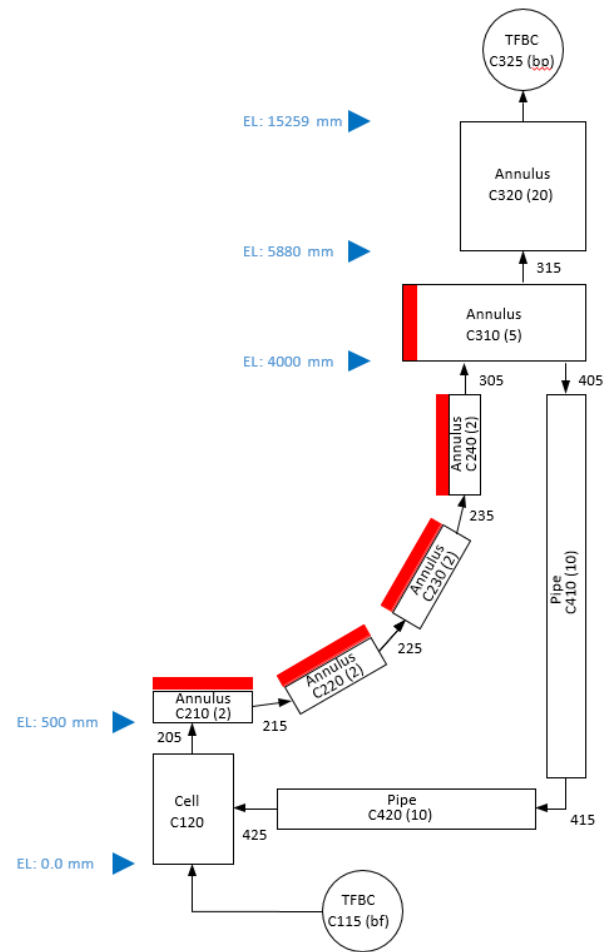 TFBC
C325 (bp)
EL: 15259 mm
Annulus
C320 (20)
EL: 5880 mm
315
Annulus
C310 (5)
EL: 4000 mm
305
405
Annulus
C240 (2)
235
Annulus
C230 (2)
Pipe
C410 (10)
225
Annulus
C220 (2)
Annulus
C210 (2)
215
EL: 500 mm
205
Cell
C120
Pipe
C420 (10)
425
415
EL: 0.0 mm
TFBC
C115 (bf)